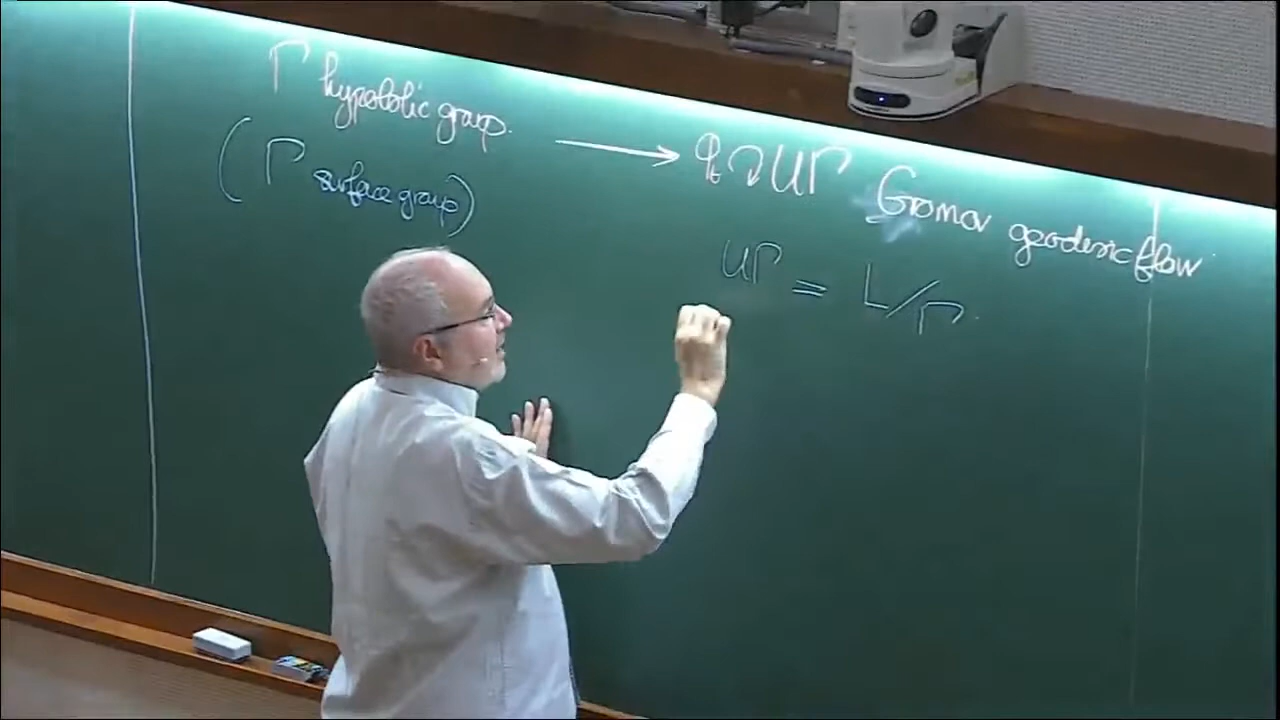 Γ hyperbolic group. → φt ↷ UΓ Gromov geodesic flow
(Γ surface group)
UΓ = L/Γ.